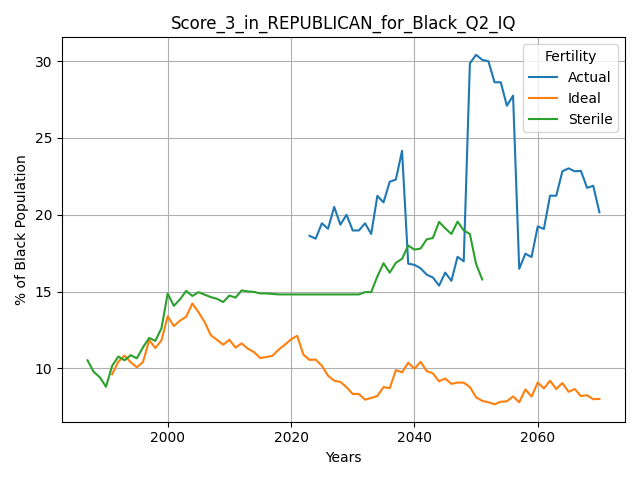 Score_3_in_REPUBLICAN_for_Black_Q2_IQ
Fertility
Actual
Ideal
Sterile
% of Black Population
30
25
20
15
10
2000
2020
2040
2060
Years